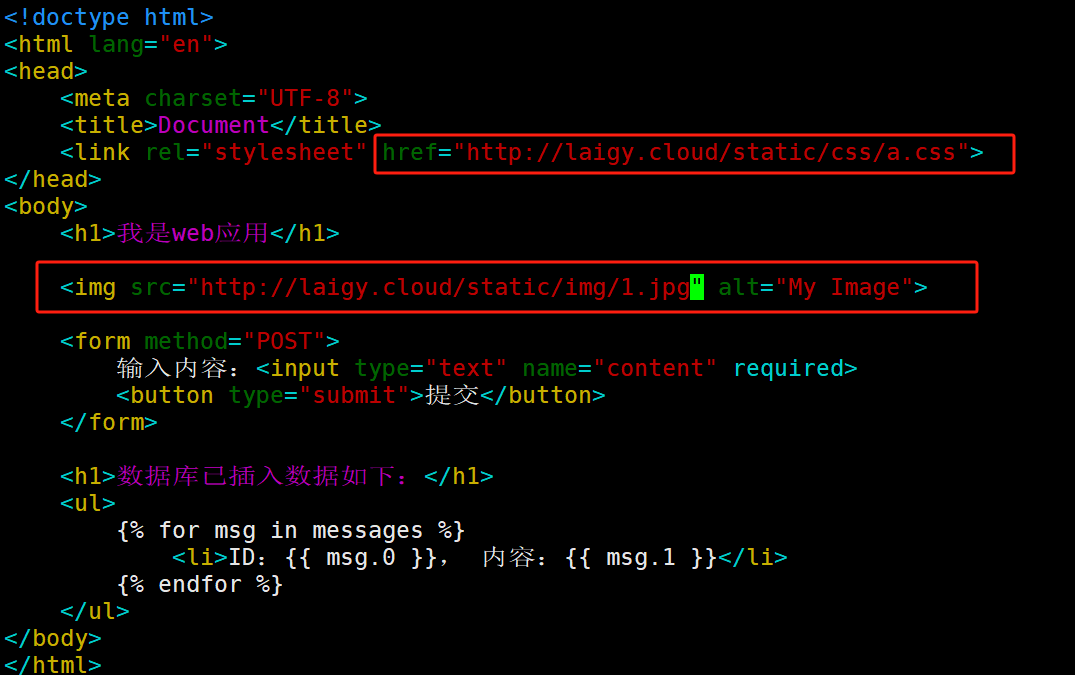 <!doctype html>
<html lang="en">
<head>
    <meta charset="UTF-8">
    <title>Document</title>
    <link rel="stylesheet" href="http://laigy.cloud/static/css/a.css">
</head>
<body>
    <h1>我是web应用</h1>
    <img src="http://laigy.cloud/static/img/1.jpg" alt="My Image">
    <form method="POST">
        输入内容：<input type="text" name="content" required>
        <button type="submit">提交</button>
    </form>
    <h1>数据库已插入数据如下：</h1>
    <ul>
        {% for msg in messages %}
            <li>ID：{{ msg.0 }}， 内容：{{ msg.1 }}</li>
        {% endfor %}
    </ul>
</body>
</html>